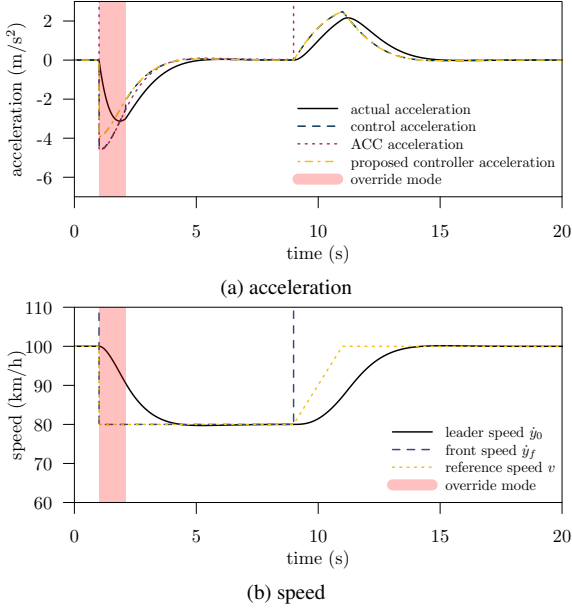 2
0
-2
-4
-6
acceleration (m/s²)
actual acceleration
control acceleration
ACC acceleration
proposed controller acceleration
override mode
0 5 10 15 20
time (s)
(a) acceleration
110
100
90
80
70
60
speed (km/h)
leader speed ẏ₀
front speed ẏ_f
reference speed v
override mode
0 5 10 15 20
time (s)
(b) speed